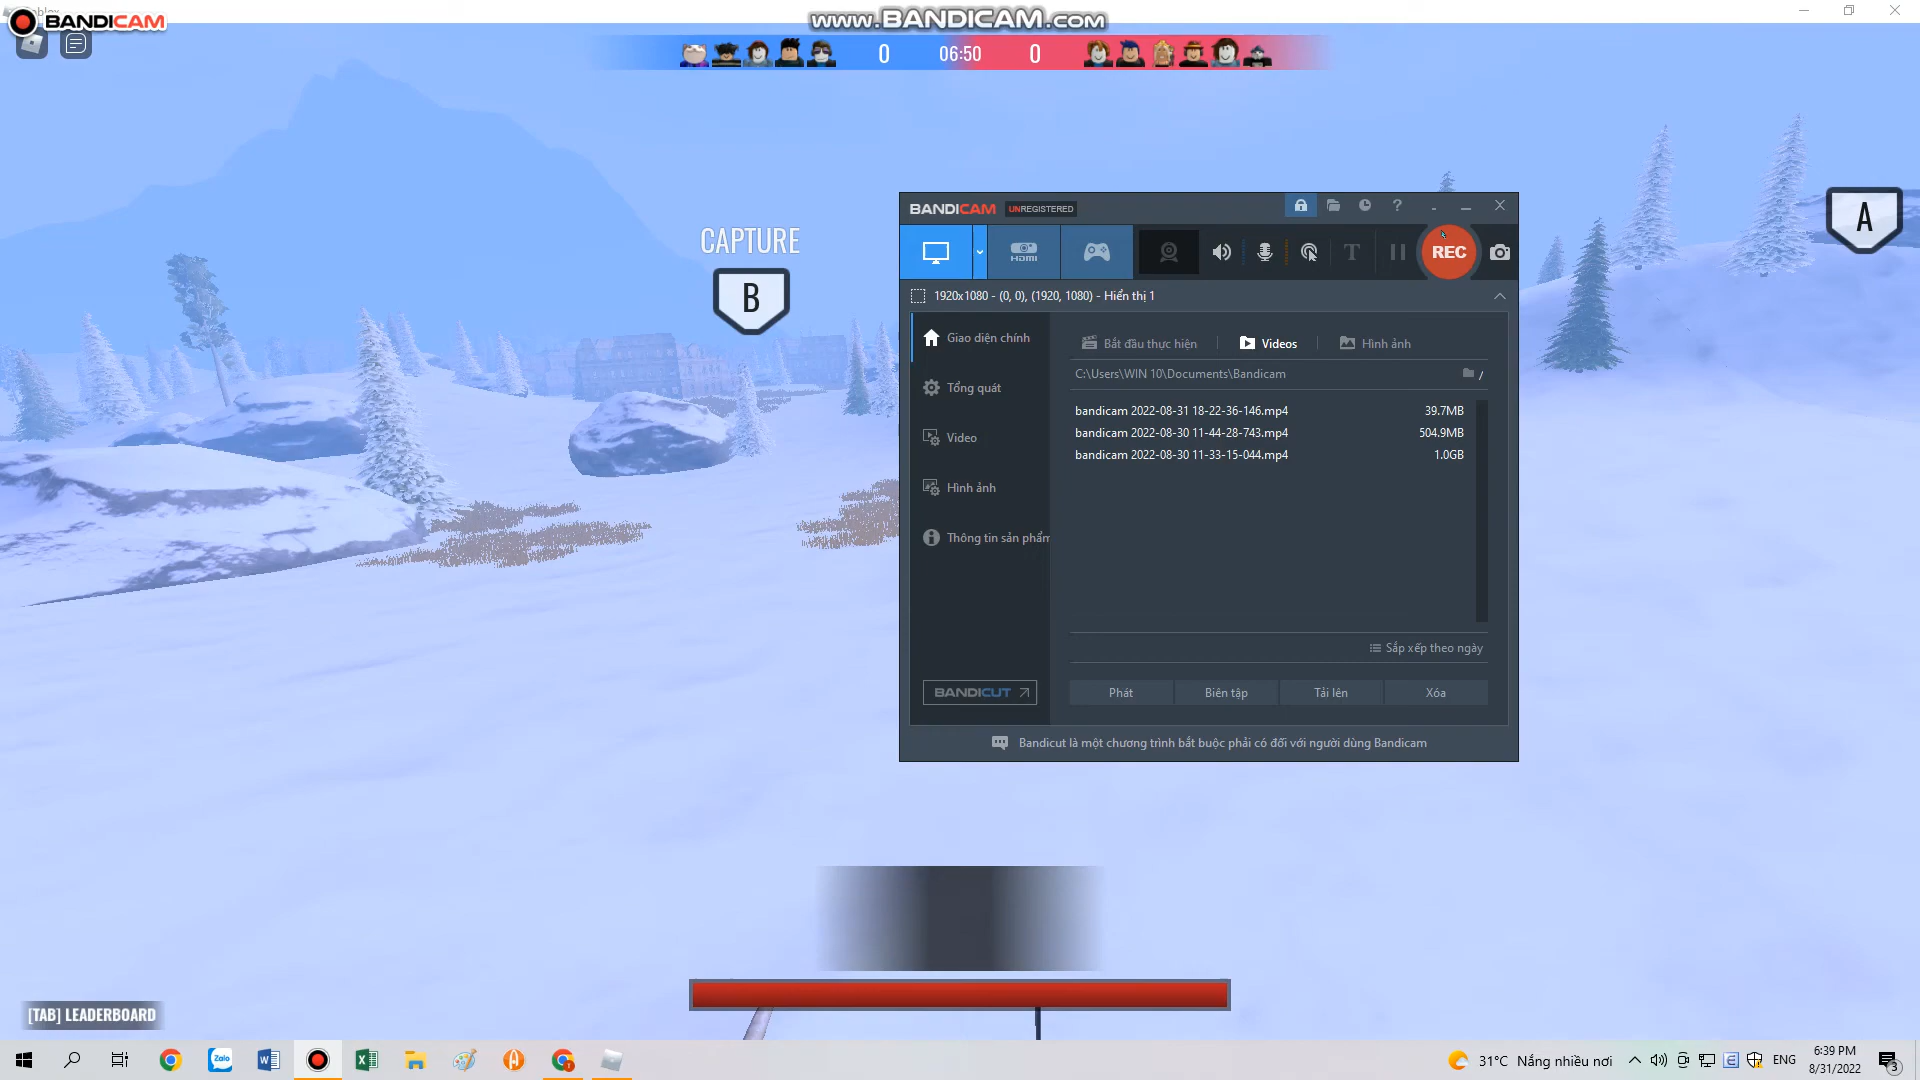 BANDICAM
www.BANDICAM.com
0 06:50 0
CAPTURE
B
A
BANDICAM UNREGISTERED
?
HDMI
T
REC
1920x1080 - (0, 0), (1920, 1080) - Hiển thị 1
Giao diện chính
Tổng quát
Video
Hình ảnh
Thông tin sản phẩm
BANDICUT
Bắt đầu thực hiện
Videos
Hình ảnh
C:\Users\WIN 10\Documents\Bandicam
/
bandicam 2022-08-31 18-22-36-146.mp4 39.7MB
bandicam 2022-08-30 11-44-28-743.mp4 504.9MB
bandicam 2022-08-30 11-33-15-044.mp4 1.0GB
Sắp xếp theo ngày
Phát Biên tập Tải lên Xóa
Bandicut là một chương trình bắt buộc phải có đối với người dùng Bandicam
[TAB] LEADERBOARD
Zalo
31°C Nắng nhiều nơi
ENG
6:39 PM
8/31/2022
3